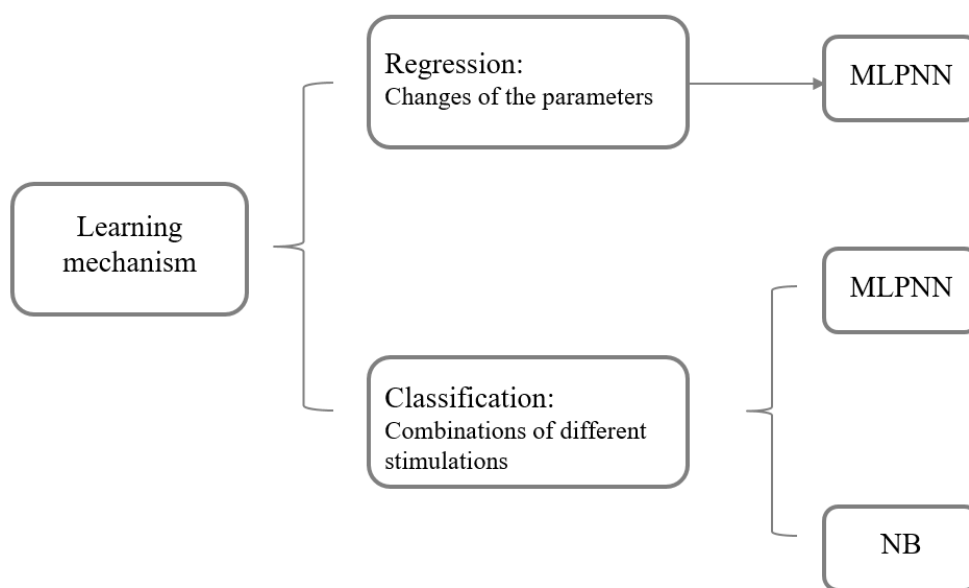 Learning
mechanism
Regression:
Changes of the parameters
MLPNN
Classification:
Combinations of different
stimulations
MLPNN
NB